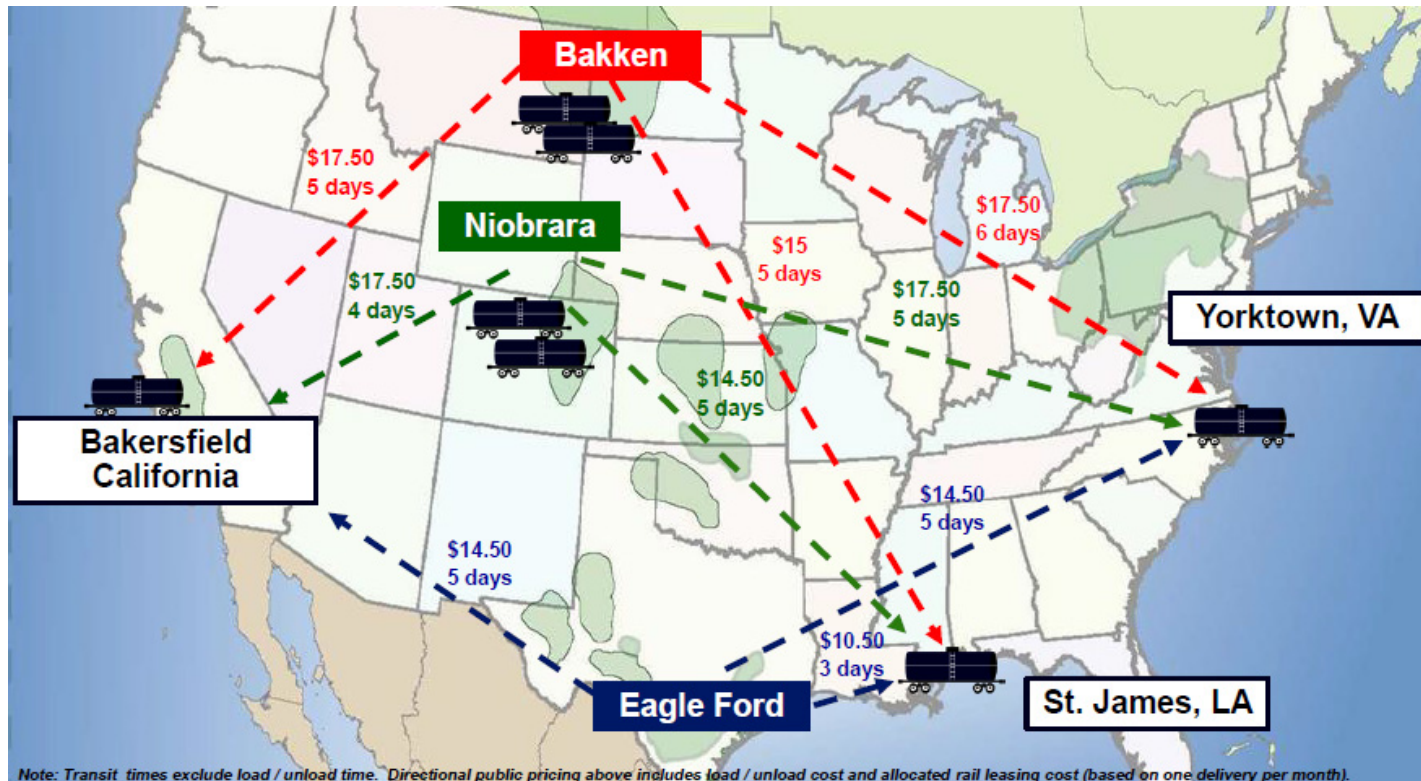 Bakken
$17.50
5 days
Niobrara
$17.50
6 days
$15
5 days
$17.50
4 days
$17.50
5 days
Yorktown, VA
$14.50
5 days
Bakersfield
California
$14.50
5 days
$14.50
5 days
$10.50
3 days
Eagle Ford
St. James, LA
Note: Transit times exclude load / unload time. Directional public pricing above includes load / unload cost and allocated rail leasing cost (based on one delivery per month).